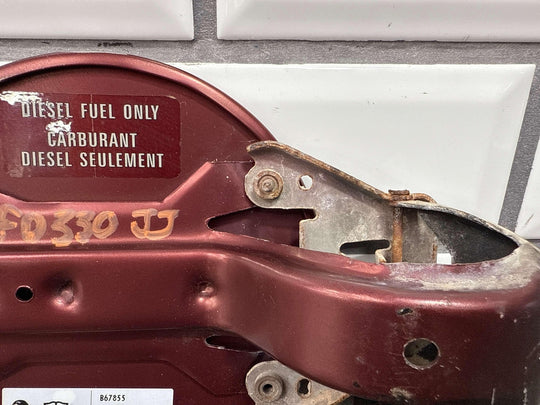 DIESEL FUEL ONLY
CARBURANT
DIESEL SEULEMENT
FD330 JJ
B67855